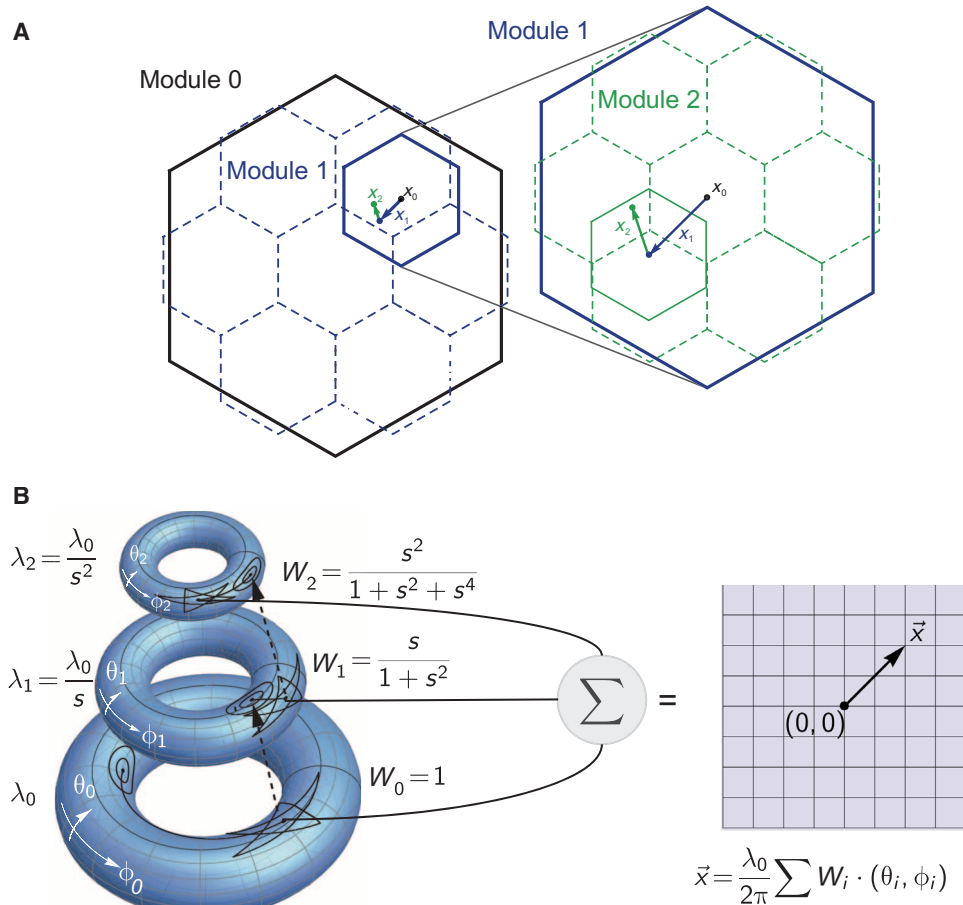 A
Module 0
Module 1
x₂
x₀
x₁
Module 1
Module 2
x₀
x₂
x₁
B
λ₂ = λ₀/s²
θ₂
ϕ₂
W₂ = s²/(1 + s² + s⁴)
λ₁ = λ₀/s
θ₁
ϕ₁
W₁ = s/(1 + s²)
λ₀
θ₀
ϕ₀
W₀ = 1
Σ
=
x⃗
(0, 0)
x⃗ = λ₀/2π ∑ Wᵢ · (θᵢ, ϕᵢ)